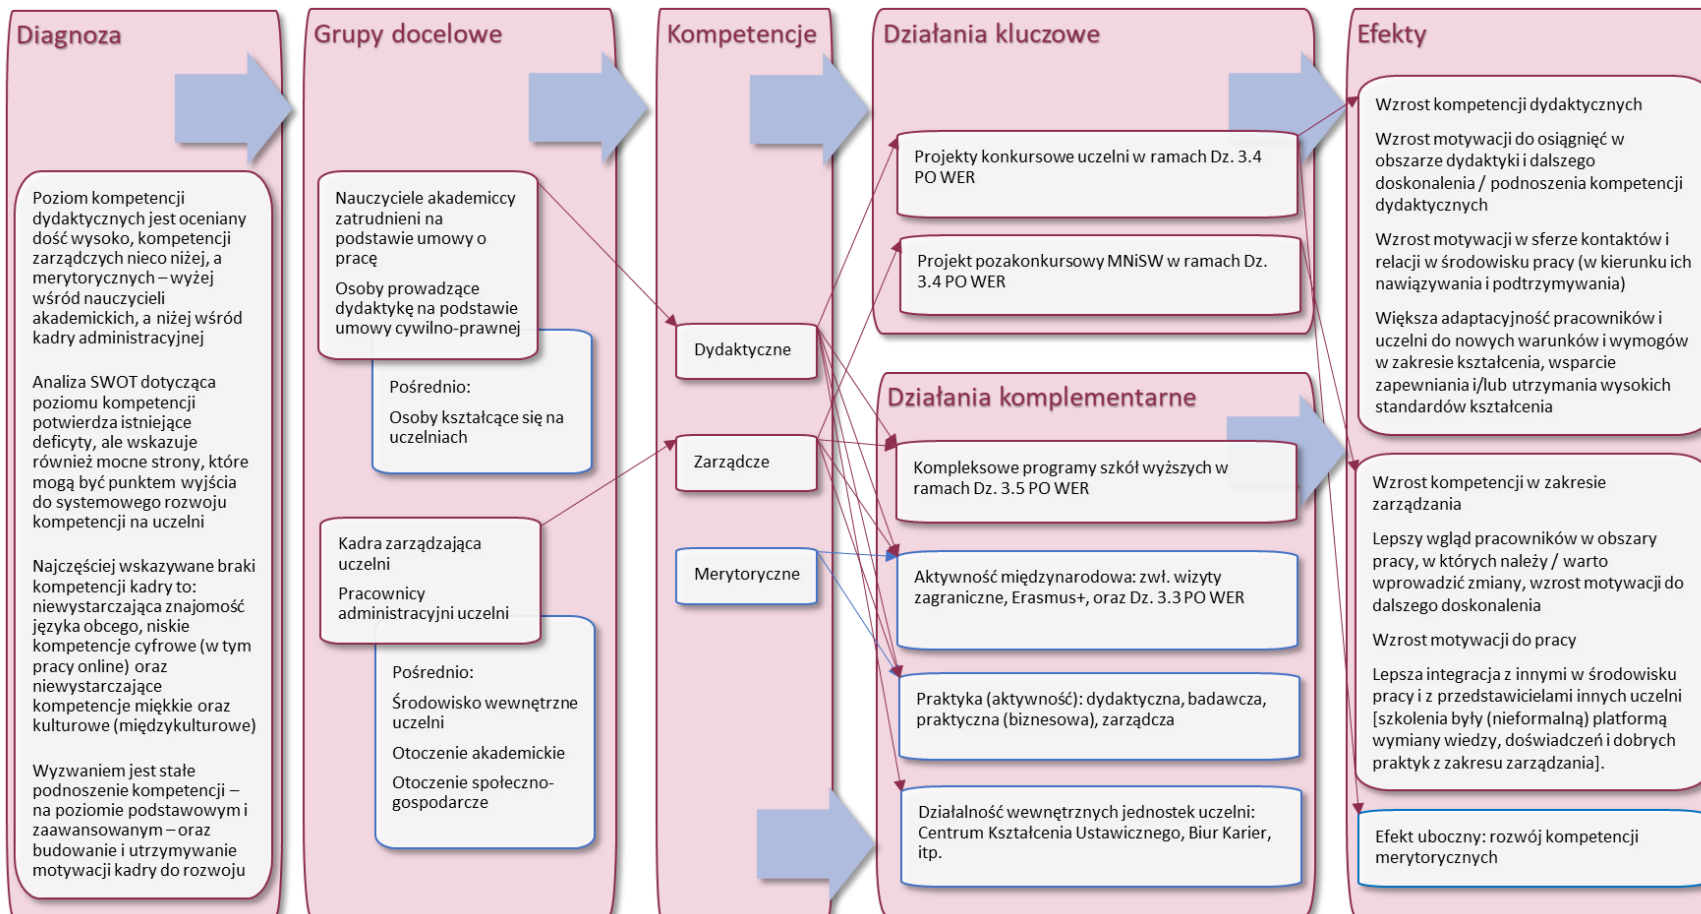 Diagnoza
Poziom kompetencji
dydaktycznych jest oceniany
dość wysoko, kompetencji
zarządczych nieco niżej, a
merytorycznych – wyżej
wśród nauczycieli
akademickich, a niżej wśród
kadry administracyjnej
Analiza SWOT dotycząca
poziomu kompetencji
potwierdza istniejące
deficyty, ale wskazuje
również mocne strony, które
mogą być punktem wyjścia
do systemowego rozwoju
kompetencji na uczelni
Najczęściej wskazywane braki
kompetencji kadry to:
niewystarczająca znajomość
języka obcego, niskie
kompetencje cyfrowe (w tym
pracy online) oraz
niewystarczające
kompetencje miękkie oraz
kulturowe (międzykulturowe)
Wyzwaniem jest stałe
podnoszenie kompetencji –
na poziomie podstawowym i
zaawansowanym – oraz
budowanie i utrzymywanie
motywacji kadry do rozwoju
Grupy docelowe
Nauczyciele akademiccy
zatrudnieni na
podstawie umowy o
pracę
Osoby prowadzące
dydaktykę na podstawie
umowy cywilno-prawnej
Pośrednio:
Osoby kształcące się na
uczelniach
Kadra zarządzająca
uczelni
Pracownicy
administracyjni uczelni
Pośrednio:
Środowisko wewnętrzne
uczelni
Otoczenie akademickie
Otoczenie społeczno-
gospodarcze
Kompetencje
Dydaktyczne
Zarządcze
Merytoryczne
Działania kluczowe
Projekty konkursowe uczelni w ramach Dz. 3.4
PO WER
Projekt pozakonkursowy MNiSW w ramach Dz.
3.4 PO WER
Działania komplementarne
Kompleksowe programy szkół wyższych w
ramach Dz. 3.5 PO WER
Aktywność międzynarodowa: zwł. wizyty
zagraniczne, Erasmus+, oraz Dz. 3.3 PO WER
Praktyka (aktywność): dydaktyczna, badawcza,
praktyczna (biznesowa), zarządcza
Działalność wewnętrznych jednostek uczelni:
Centrum Kształcenia Ustawicznego, Biur Karier,
itp.
Efekty
Wzrost kompetencji dydaktycznych
Wzrost motywacji do osiągnięć w
obszarze dydaktyki i dalszego
doskonalenia / podnoszenia kompetencji
dydaktycznych
Wzrost motywacji w sferze kontaktów i
relacji w środowisku pracy (w kierunku ich
nawiązywania i podtrzymywania)
Większa adaptacyjność pracowników i
uczelni do nowych warunków i wymogów
w zakresie kształcenia, wsparcie
zapewniania i/lub utrzymania wysokich
standardów kształcenia
Wzrost kompetencji w zakresie
zarządzania
Lepszy wgląd pracowników w obszary
pracy, w których należy / warto
wprowadzić zmiany, wzrost motywacji do
dalszego doskonalenia
Wzrost motywacji do pracy
Lepsza integracja z innymi w środowisku
pracy i z przedstawicielami innych uczelni
[szkolenia były (nieformalną) platformą
wymiany wiedzy, doświadczeń i dobrych
praktyk z zakresu zarządzania].
Efekt uboczny: rozwój kompetencji
merytorycznych